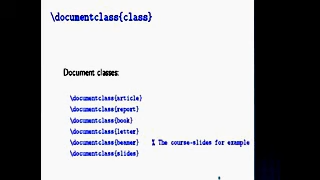 \documentclass{class}
Document classes:
\documentclass{article}
\documentclass{report}
\documentclass{book}
\documentclass{letter}
\documentclass{beamer} % The course-slides for example
\documentclass{slides}